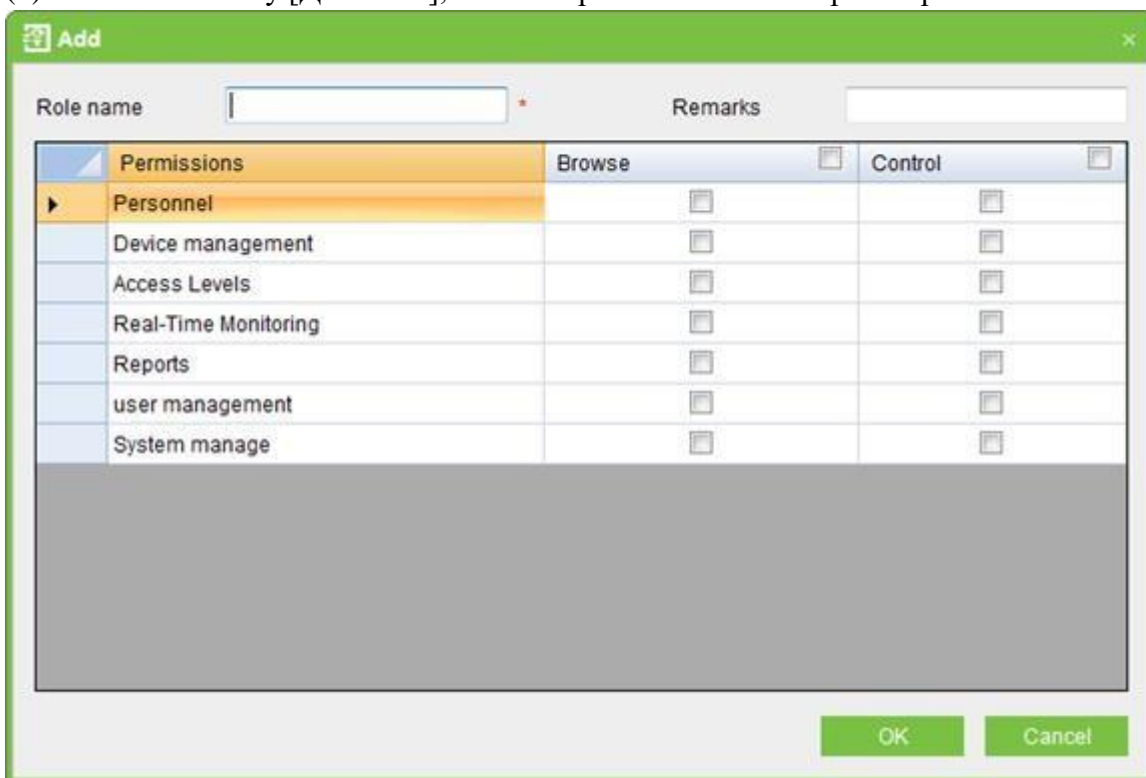 Add
Role name * Remarks
Permissions Browse Control
Personnel
Device management
Access Levels
Real-Time Monitoring
Reports
user management
System manage
OK Cancel